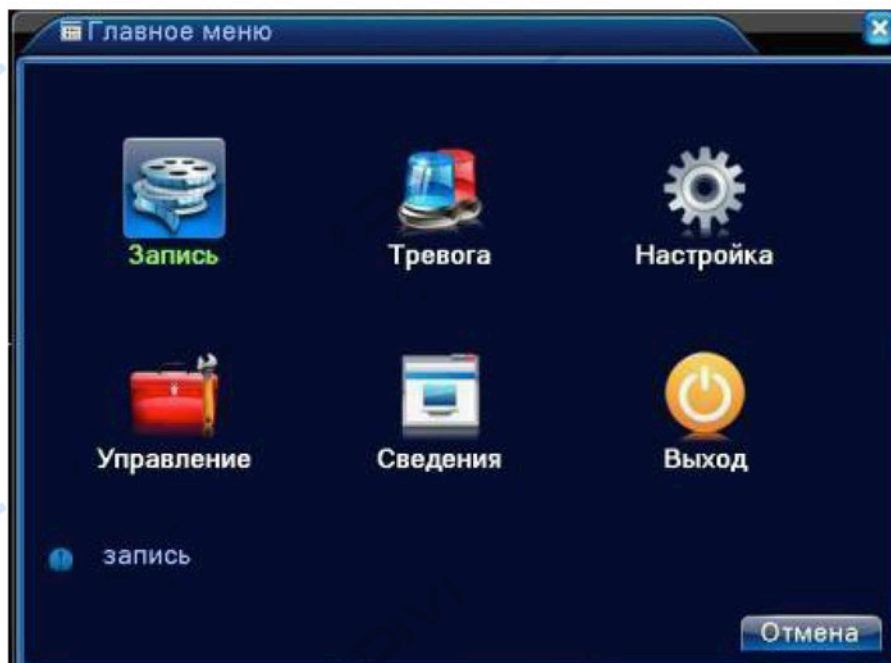 Главное меню
Запись Тревога Настройка
Управление Сведения Выход
запись
Отмена